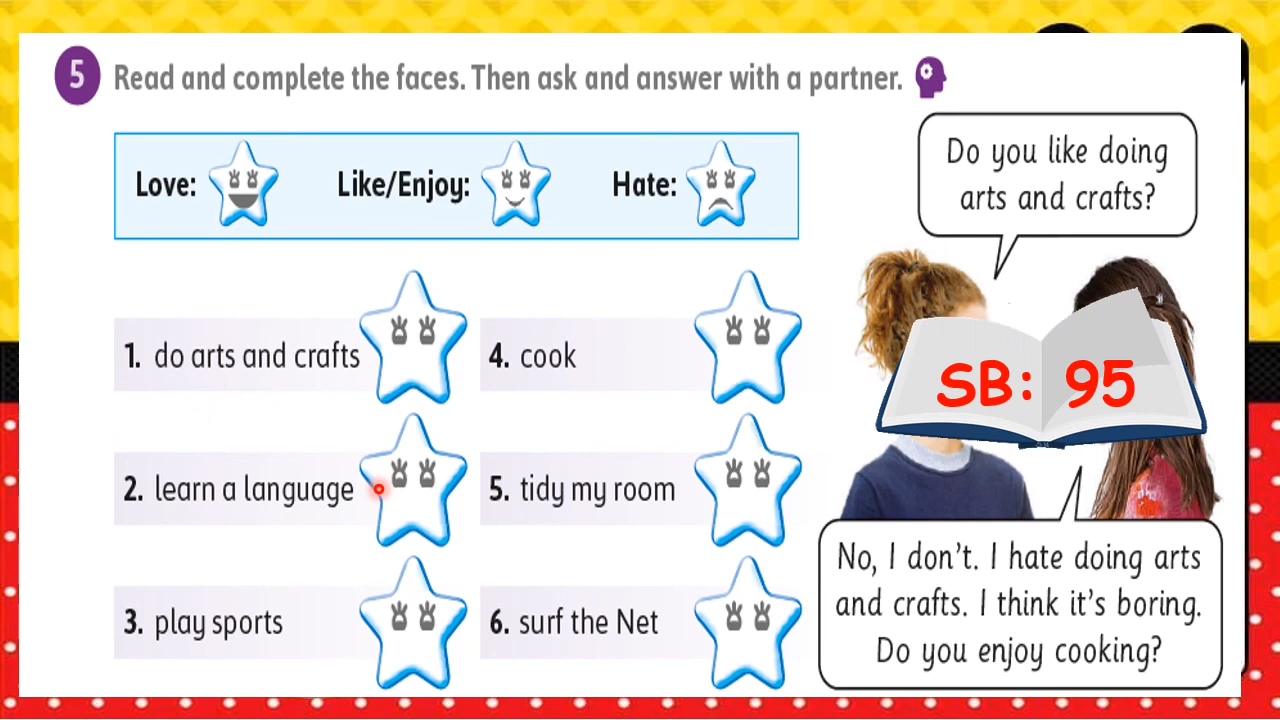 5 Read and complete the faces. Then ask and answer with a partner.
Love: Like/Enjoy: Hate:
Do you like doing
arts and crafts?
1. do arts and crafts
4. cook
SB: 95
2. learn a language
5. tidy my room
3. play sports
6. surf the Net
No, I don't. I hate doing arts
and crafts. I think it's boring.
Do you enjoy cooking?